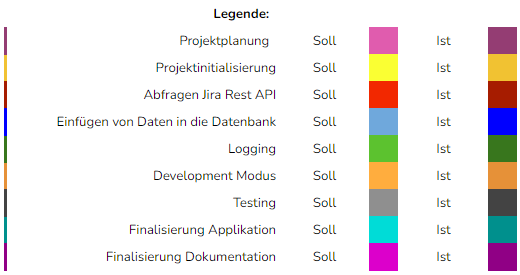 Legende:
Projektplanung Soll Ist
Projektinitialisierung Soll Ist
Abfragen Jira Rest API Soll Ist
Einfügen von Daten in die Datenbank Soll Ist
Logging Soll Ist
Development Modus Soll Ist
Testing Soll Ist
Finalisierung Applikation Soll Ist
Finalisierung Dokumentation Soll Ist